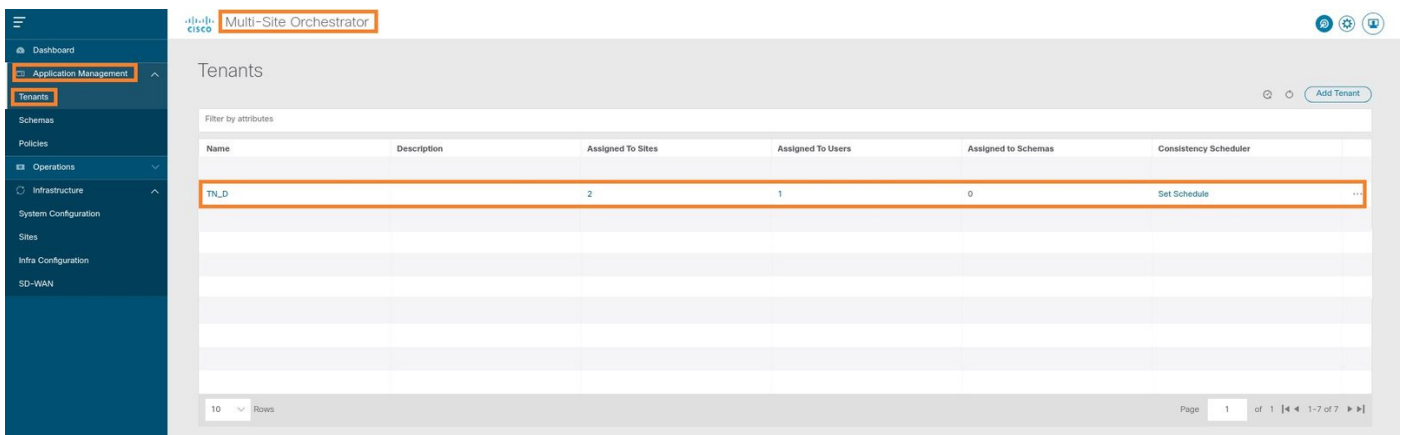 cisco Multi-Site Orchestrator
Dashboard
Application Management
Tenants
Schemas
Policies
Operations
Infrastructure
System Configuration
Sites
Infra Configuration
SD-WAN
Tenants
Add Tenant
Filter by attributes
Name Description Assigned To Sites Assigned To Users Assigned to Schemas Consistency Scheduler
TN_D 2 1 0 Set Schedule ...
10 Rows Page 1 of 1 1-7 of 7